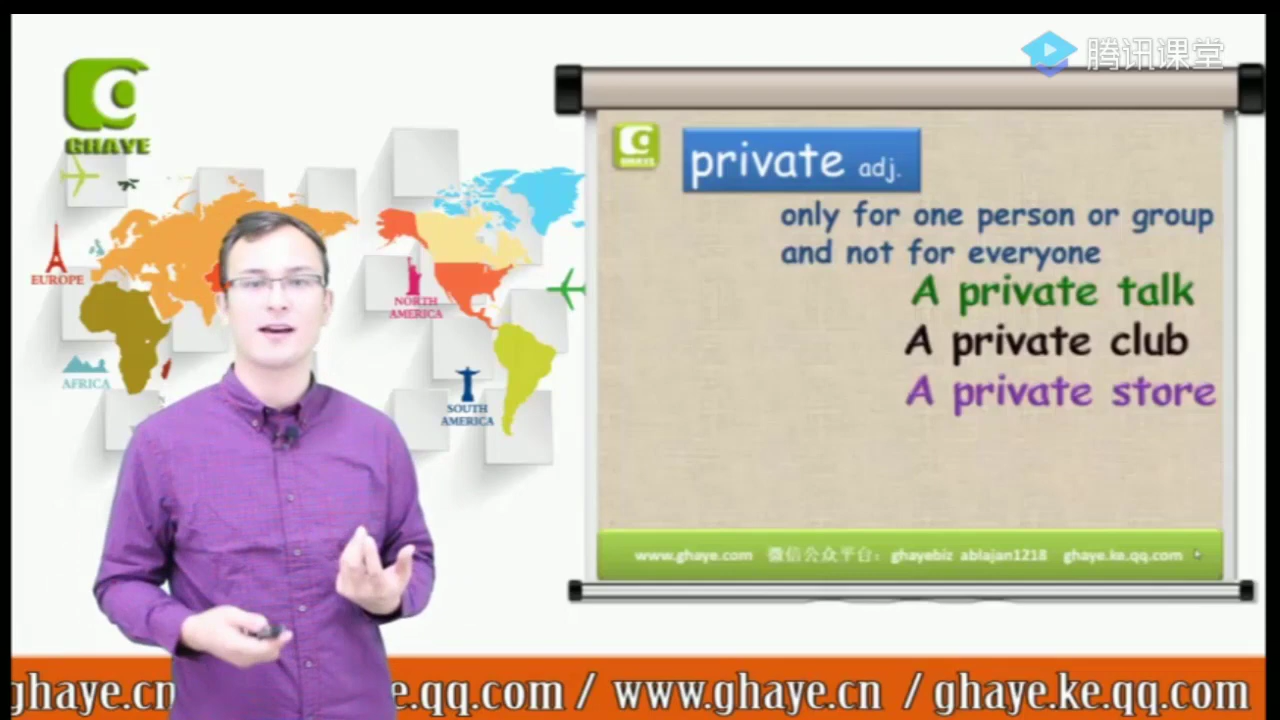 腾讯课堂
GHAYE
GHAYE
private adj.
only for one person or group
and not for everyone
A private talk
A private club
A private store
EUROPE
NORTH
AMERICA
AFRICA
SOUTH
AMERICA
www.ghaye.com 微信公众平台：ghayebiz ablajan1218 ghaye.ke.qq.com
ghaye.cn e.qq.com / www.ghaye.cn / ghaye.ke.qq.com